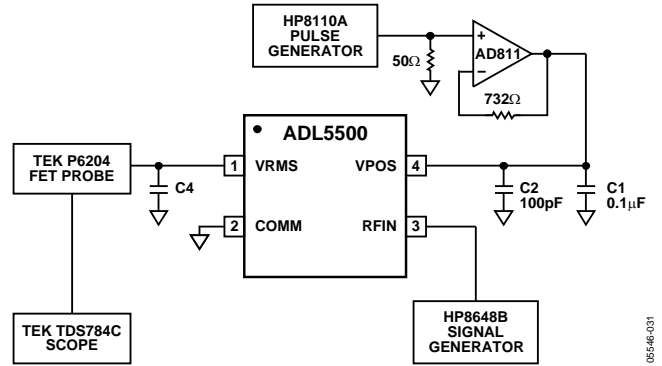 HP8110A
PULSE
GENERATOR
50Ω
+
AD811
–
732Ω
ADL5500
TEK P6204
FET PROBE
C4
1
VRMS
VPOS
4
C2
100pF
C1
0.1μF
2
COMM
RFIN
3
TEK TDS784C
SCOPE
HP8648B
SIGNAL
GENERATOR
05546-031